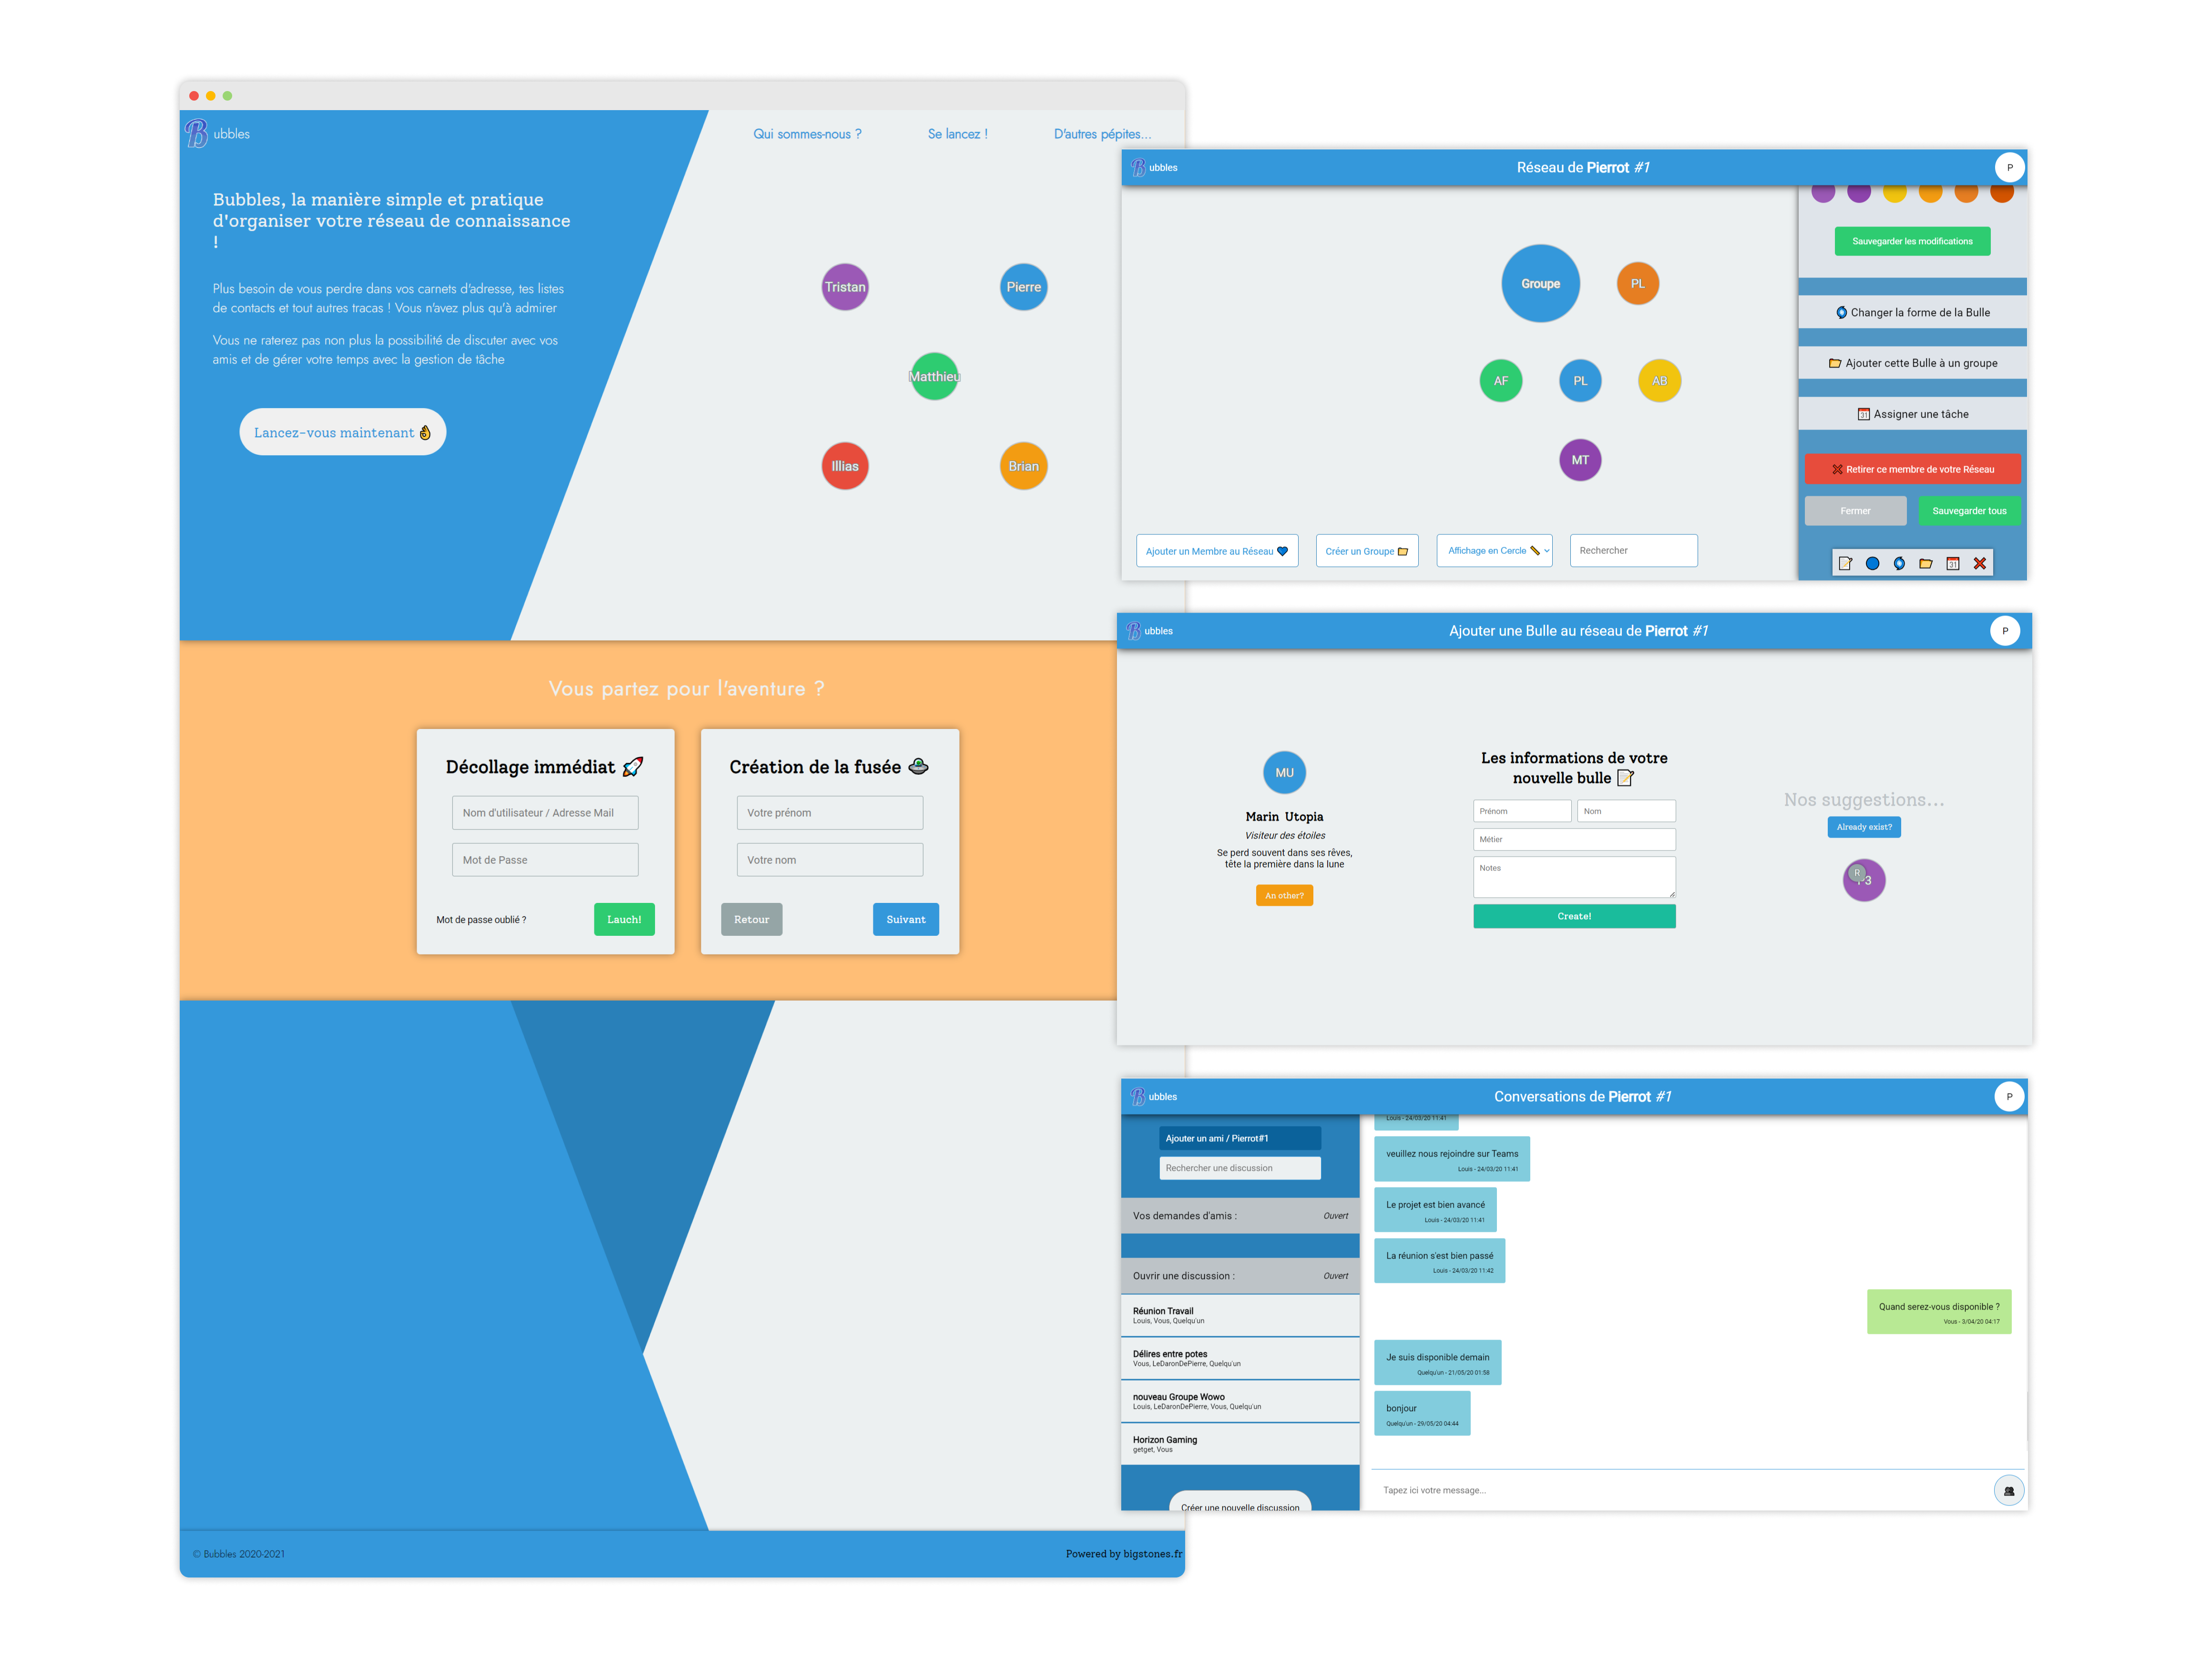 Bubbles
Qui sommes-nous ?
Se lancez !
D'autres pépites...
Bubbles, la manière simple et pratique
d'organiser votre réseau de connaissance
!
Plus besoin de vous perdre dans vos carnets d'adresse, tes listes
de contacts et tout autres tracas ! Vous n'avez plus qu'à admirer
Vous ne raterez pas non plus la possibilité de discuter avec vos
amis et de gérer votre temps avec la gestion de tâche
Lancez-vous maintenant 👌
Tristan
Pierre
Matthieu
Illias
Brian
Vous partez pour l'aventure ?
Décollage immédiat 🚀
Nom d'utilisateur / Adresse Mail
Mot de Passe
Mot de passe oublié ?
Lauch!
Création de la fusée 🛸
Votre prénom
Votre nom
Retour
Suivant
© Bubbles 2020-2021
Powered by bigstones.fr
Bubbles
Réseau de Pierrot #1
P
Groupe
PL
AF
PL
AB
MT
Sauvegarder les modifications
Changer la forme de la Bulle
Ajouter cette Bulle à un groupe
Assigner une tâche
Retirer ce membre de votre Réseau
Fermer
Sauvegarder tous
Ajouter un Membre au Réseau
Créer un Groupe
Affichage en Cercle
Rechercher
Bubbles
Ajouter une Bulle au réseau de Pierrot #1
P
MU
Marin Utopia
Visiteur des étoiles
Se perd souvent dans ses rêves,
tête la première dans la lune
An other?
Les informations de votre
nouvelle bulle 📝
Prénom
Nom
Métier
Notes
Create!
Nos suggestions...
Already exist?
R
Bubbles
Conversations de Pierrot #1
P
Ajouter un ami / Pierrot#1
Rechercher une discussion
Vos demandes d'amis :
Ouvert
Ouvrir une discussion :
Ouvert
Réunion Travail
Louis, Vous, Quelqu'un
Délires entre potes
Vous, LeDaronDePierre, Quelqu'un
nouveau Groupe Wowo
Louis, LeDaronDePierre, Vous, Quelqu'un
Horizon Gaming
getget, Vous
Créer une nouvelle discussion
Louis - 24/03/20 11:41
veuillez nous rejoindre sur Teams
Louis - 24/03/20 11:41
Le projet est bien avancé
Louis - 24/03/20 11:41
La réunion s'est bien passé
Louis - 24/03/20 11:42
Quand serez-vous disponible ?
Vous - 3/04/20 04:17
Je suis disponible demain
Quelqu'un - 21/05/20 01:58
bonjour
Quelqu'un - 29/05/20 04:44
Tapez ici votre message...